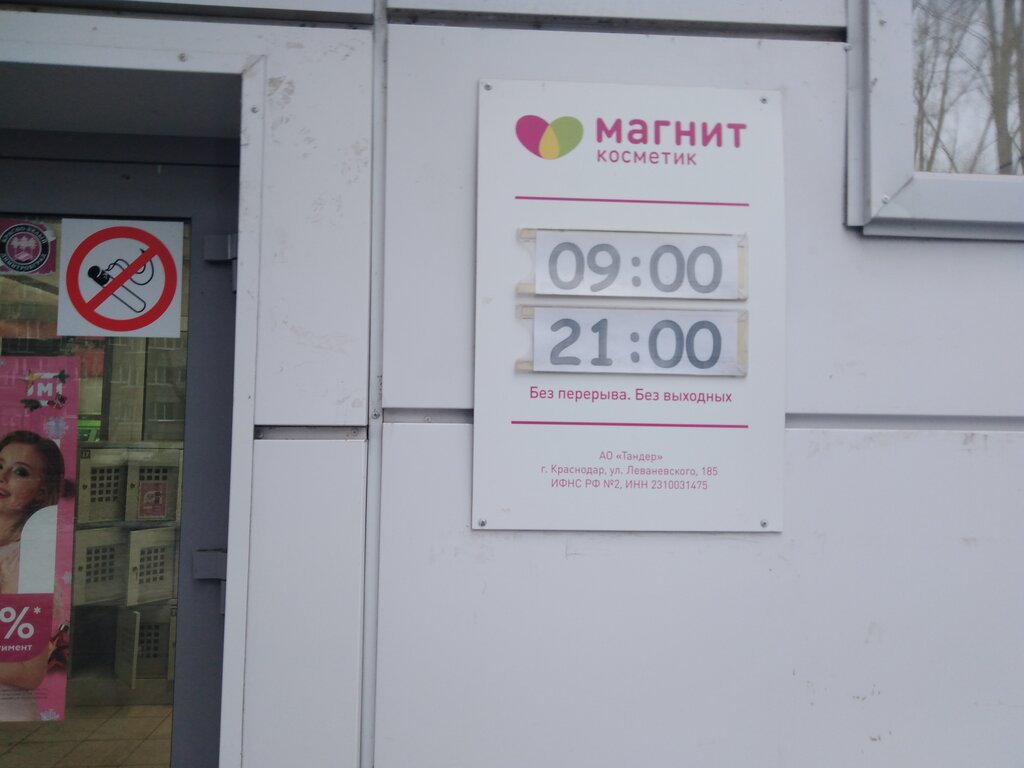 магнит
косметик
09:00
21:00
Без перерыва. Без выходных
АО «Тандер»
г. Краснодар, ул. Леваневского, 185
ИФНС РФ №2, ИНН 2310031475
М
%*